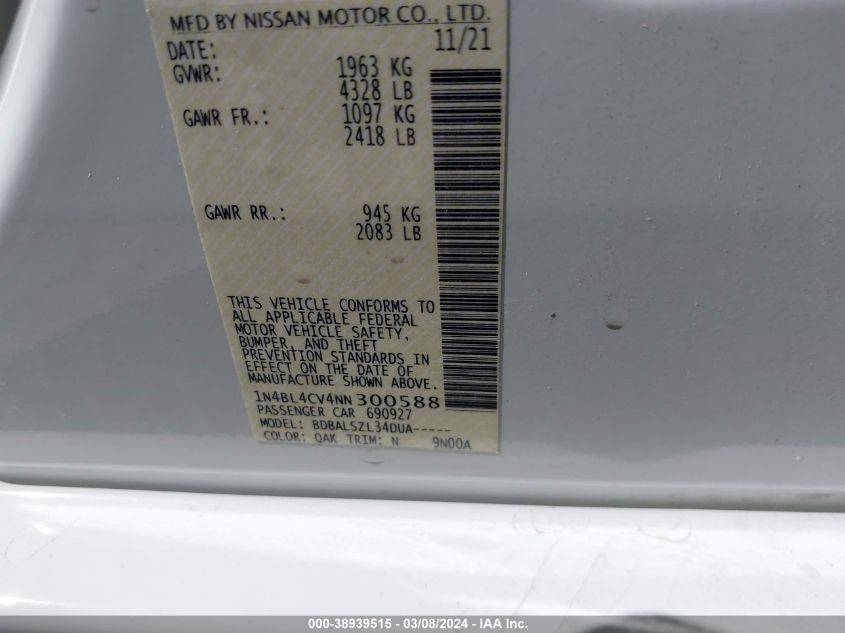 MFD BY NISSAN MOTOR CO., LTD.
DATE: 11/21
GVWR: 1963 KG
4328 LB
GAWR FR.: 1097 KG
2418 LB
GAWR RR.: 945 KG
2083 LB
THIS VEHICLE CONFORMS TO
ALL APPLICABLE FEDERAL
MOTOR VEHICLE SAFETY,
BUMPER, AND THEFT
PREVENTION STANDARDS IN
EFFECT ON THE DATE OF
MANUFACTURE SHOWN ABOVE.
1N4BL4CV4NN300588
PASSENGER CAR 690927
MODEL: BDBALSZL34DUA-----
COLOR: QAK TRIM: N 9N00A
000-38939515 - 03/08/2024 - IAA Inc.